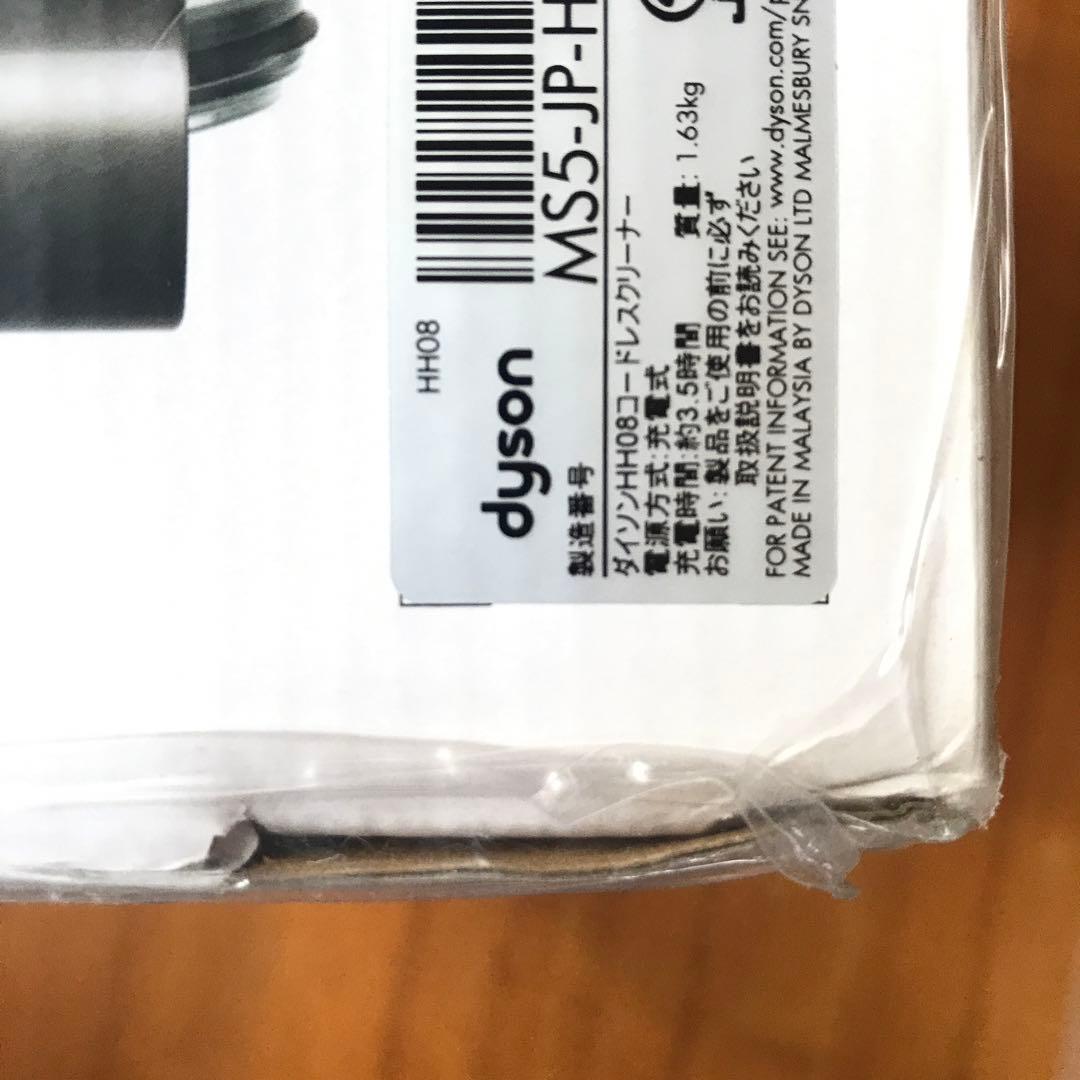 HH08
dyson
製造番号
MS5-JP-H
ダイソンHH08コードレスクリーナー
電源方式:充電式
充電時間:約3.5時間 質量:1.63kg
お願い:製品をご使用の前に必ず
取扱説明書をお読みください
FOR PATENT INFORMATION SEE: www.dyson.com/p
MADE IN MALAYSIA BY DYSON LTD MALMESBURY SN